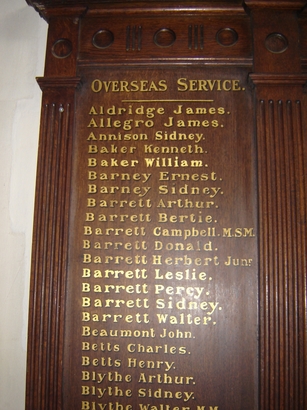 OVERSEAS SERVICE.
Aldridge James.
Allegro James.
Annison Sidney.
Baker Kenneth.
Baker William.
Barney Ernest.
Barney Sidney.
Barrett Arthur.
Barrett Bertie.
Barrett Campbell. M.S.M.
Barrett Donald.
Barrett Herbert Junr
Barrett Leslie.
Barrett Percy.
Barrett Sidney.
Barrett Walter.
Beaumont John.
Betts Charles.
Betts Henry.
Blythe Arthur.
Blythe Sidney.
Blythe Walter M.M.